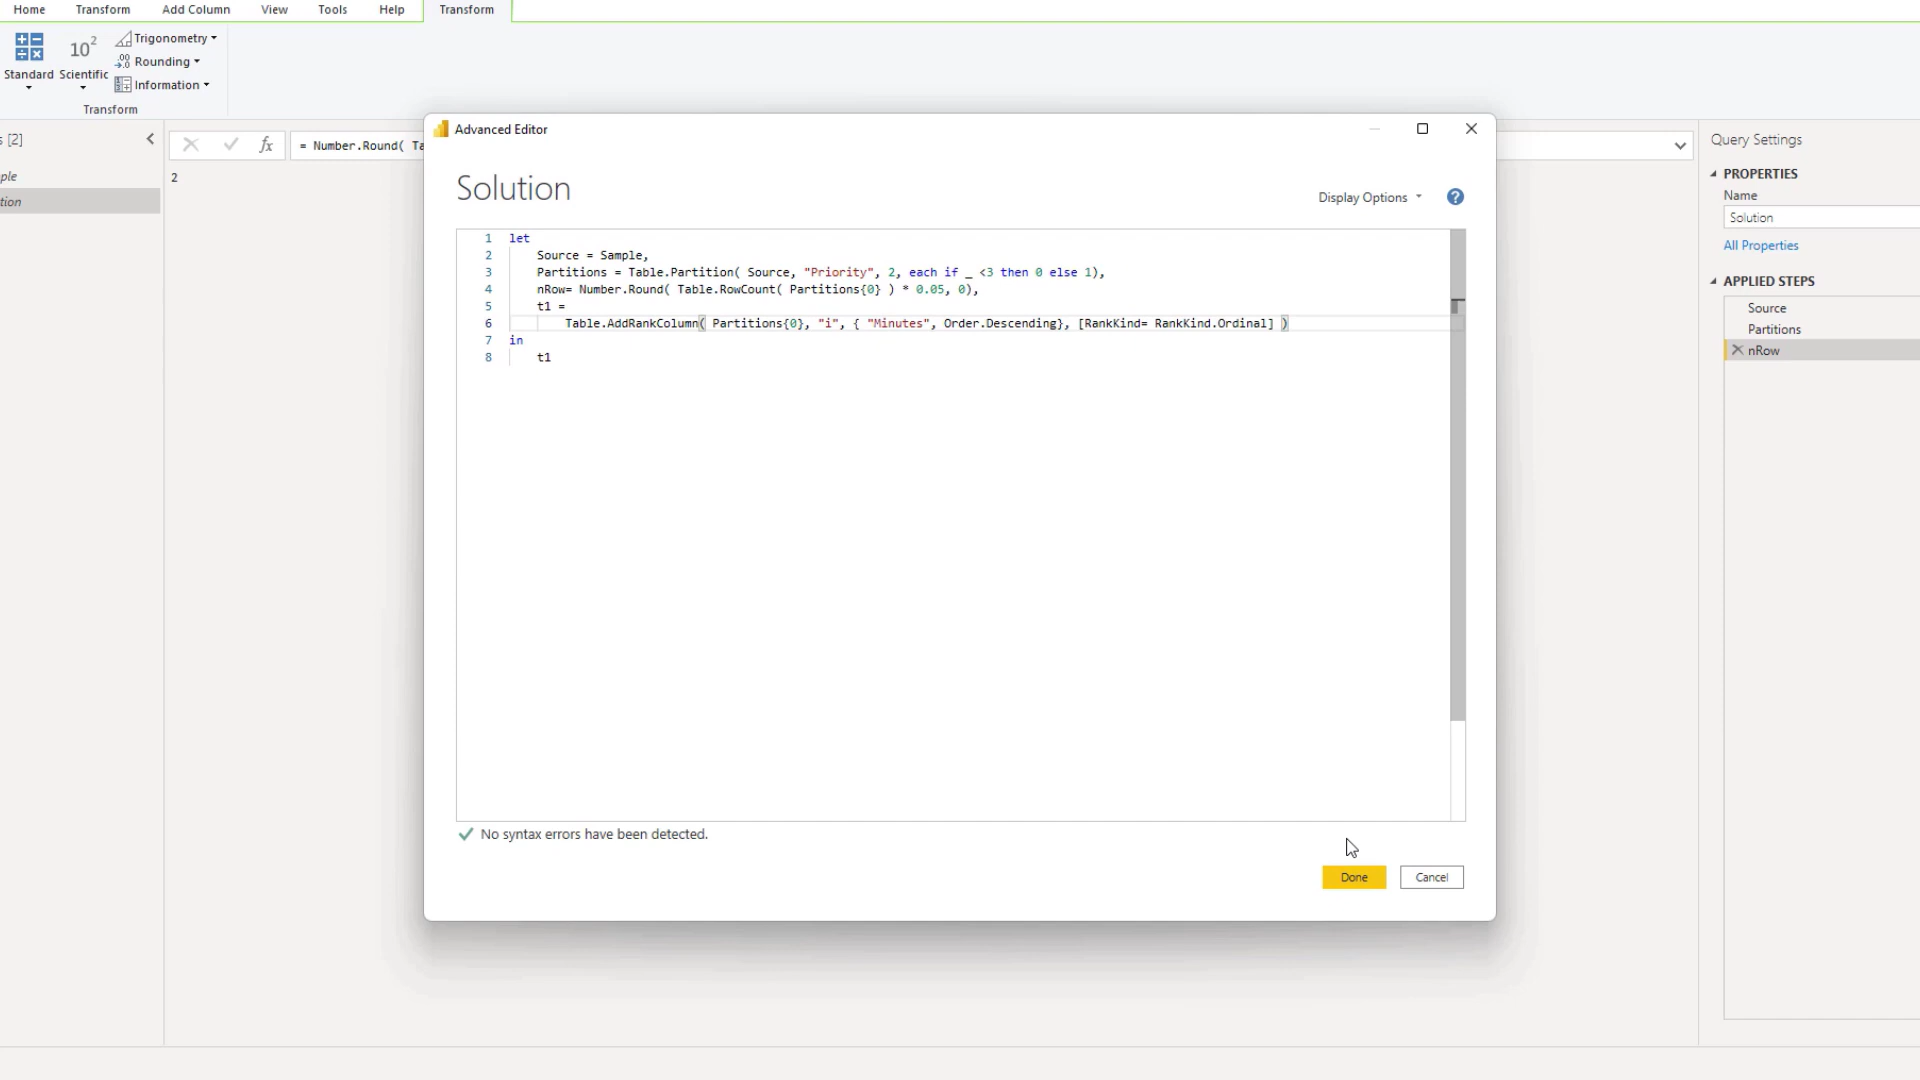 Home Transform Add Column View Tools Help Transform
Standard
10²
Scientific
Trigonometry
.00
Rounding
Information
Transform
s [2]
ple
tion
fx
= Number.Round( Ta
2
Advanced Editor
Solution
Display Options
?
1 let
2 Source = Sample,
3 Partitions = Table.Partition( Source, "Priority", 2, each if _ <3 then 0 else 1),
4 nRow= Number.Round( Table.RowCount( Partitions{0} ) * 0.05, 0),
5 t1 =
6 Table.AddRankColumn( Partitions{0}, "i", { "Minutes", Order.Descending}, [RankKind= RankKind.Ordinal] )
7 in
8 t1
No syntax errors have been detected.
Done
Cancel
Query Settings
PROPERTIES
Name
Solution
All Properties
APPLIED STEPS
Source
Partitions
nRow